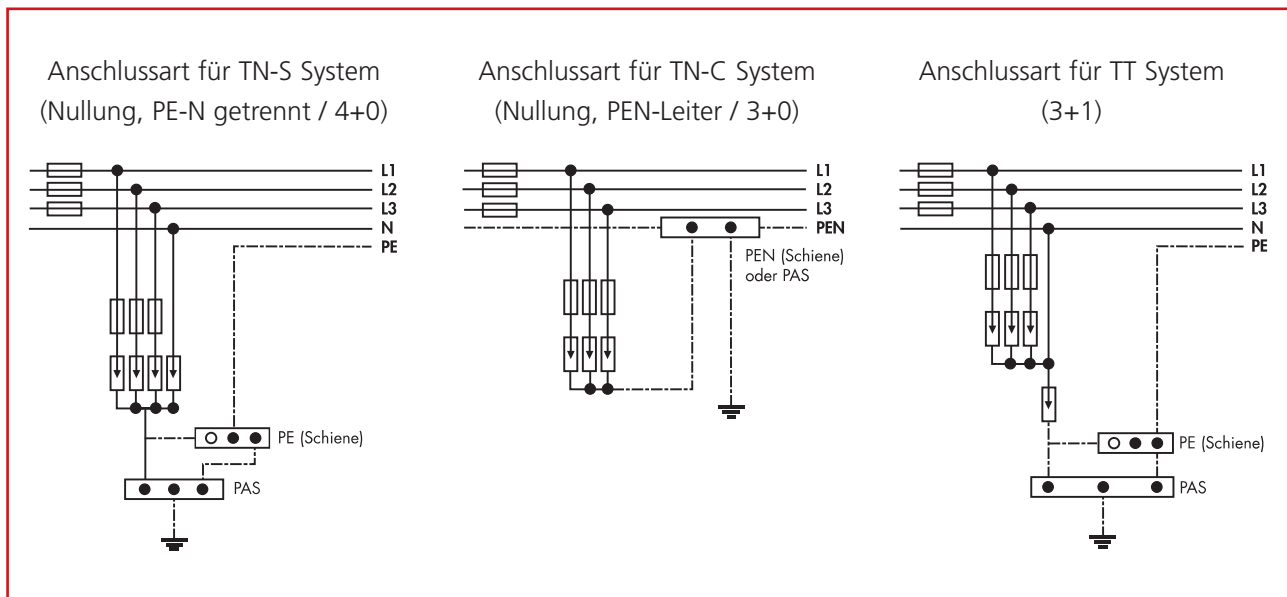 Anschlussart für TN-S System
(Nullung, PE-N getrennt / 4+0)
L1
L2
L3
N
PE
PE (Schiene)
PAS
Anschlussart für TN-C System
(Nullung, PEN-Leiter / 3+0)
L1
L2
L3
PEN
PEN (Schiene)
oder PAS
Anschlussart für TT System
(3+1)
L1
L2
L3
N
PE
PE (Schiene)
PAS